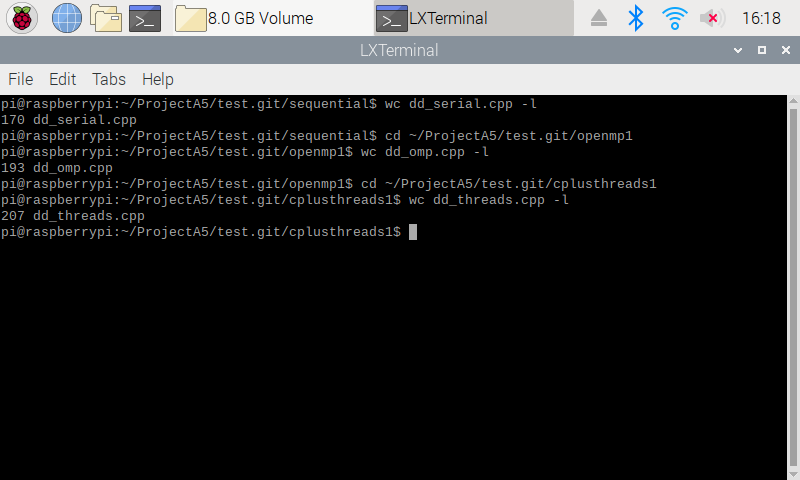 8.0 GB Volume
LXTerminal
16:18
LXTerminal
File Edit Tabs Help
pi@raspberrypi:~/ProjectA5/test.git/sequential$ wc dd_serial.cpp -l
170 dd_serial.cpp
pi@raspberrypi:~/ProjectA5/test.git/sequential$ cd ~/ProjectA5/test.git/openmp1
pi@raspberrypi:~/ProjectA5/test.git/openmp1$ wc dd_omp.cpp -l
193 dd_omp.cpp
pi@raspberrypi:~/ProjectA5/test.git/openmp1$ cd ~/ProjectA5/test.git/cplusthreads1
pi@raspberrypi:~/ProjectA5/test.git/cplusthreads1$ wc dd_threads.cpp -l
207 dd_threads.cpp
pi@raspberrypi:~/ProjectA5/test.git/cplusthreads1$